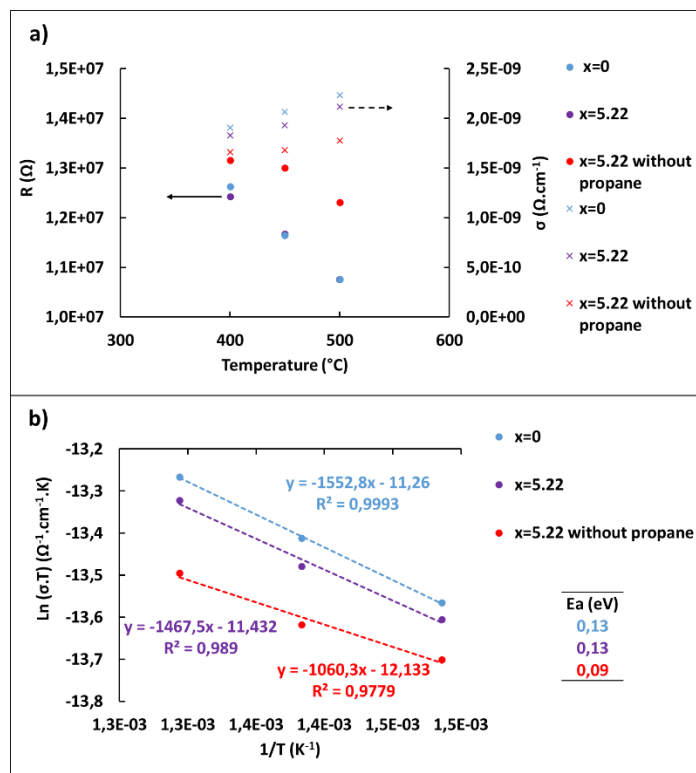 a)
1,5E+07
1,4E+07
1,3E+07
1,2E+07
1,1E+07
1,0E+07
R (Ω)
2,5E-09
2,0E-09
1,5E-09
1,0E-09
5,0E-10
0,0E+00
σ (Ω.cm⁻¹)
300
400
500
600
Temperature (°C)
x=0
x=5.22
x=5.22 without
propane
x=0
x=5.22
x=5.22 without
propane
b)
-13,2
-13,3
-13,4
-13,5
-13,6
-13,7
-13,8
Ln (σ.T) (Ω⁻¹.cm⁻¹.K)
y = -1552,8x - 11,26
R² = 0,9993
y = -1467,5x - 11,432
R² = 0,989
y = -1060,3x - 12,133
R² = 0,9779
1,3E-03
1,3E-03
1,4E-03
1,4E-03
1,5E-03
1,5E-03
1/T (K⁻¹)
x=0
x=5.22
x=5.22 without propane
Ea (eV)
0,13
0,13
0,09